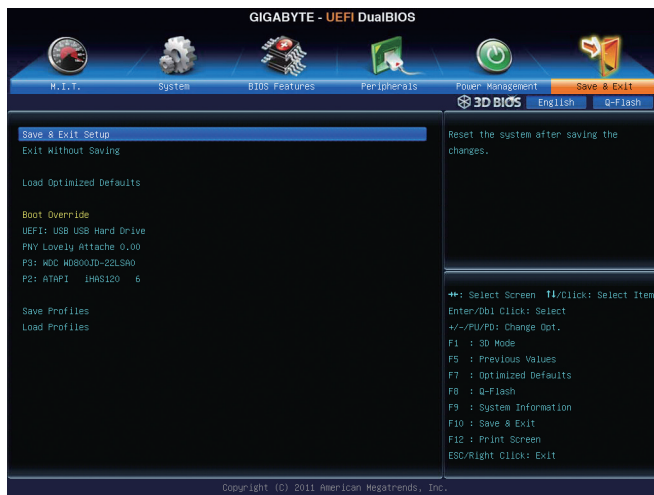 GIGABYTE - UEFI DualBIOS
M.I.T. System BIOS Features Peripherals Power Management Save & Exit
3D BIOS English Q-Flash
Save & Exit Setup
Exit Without Saving
Load Optimized Defaults
Boot Override
UEFI: USB USB Hard Drive
PNY Lovely Attache 0.00
P3: WDC WD800JD-22LSA0
P2: ATAPI iHAS120 6
Save Profiles
Load Profiles
Reset the system after saving the
changes.
→←: Select Screen ↑↓/Click: Select Item
Enter/Dbl Click: Select
+/-/PU/PD: Change Opt.
F1 : 3D Mode
F5 : Previous Values
F7 : Optimized Defaults
F8 : Q-Flash
F9 : System Information
F10 : Save & Exit
F12 : Print Screen
ESC/Right Click: Exit
Copyright (C) 2011 American Megatrends, Inc.